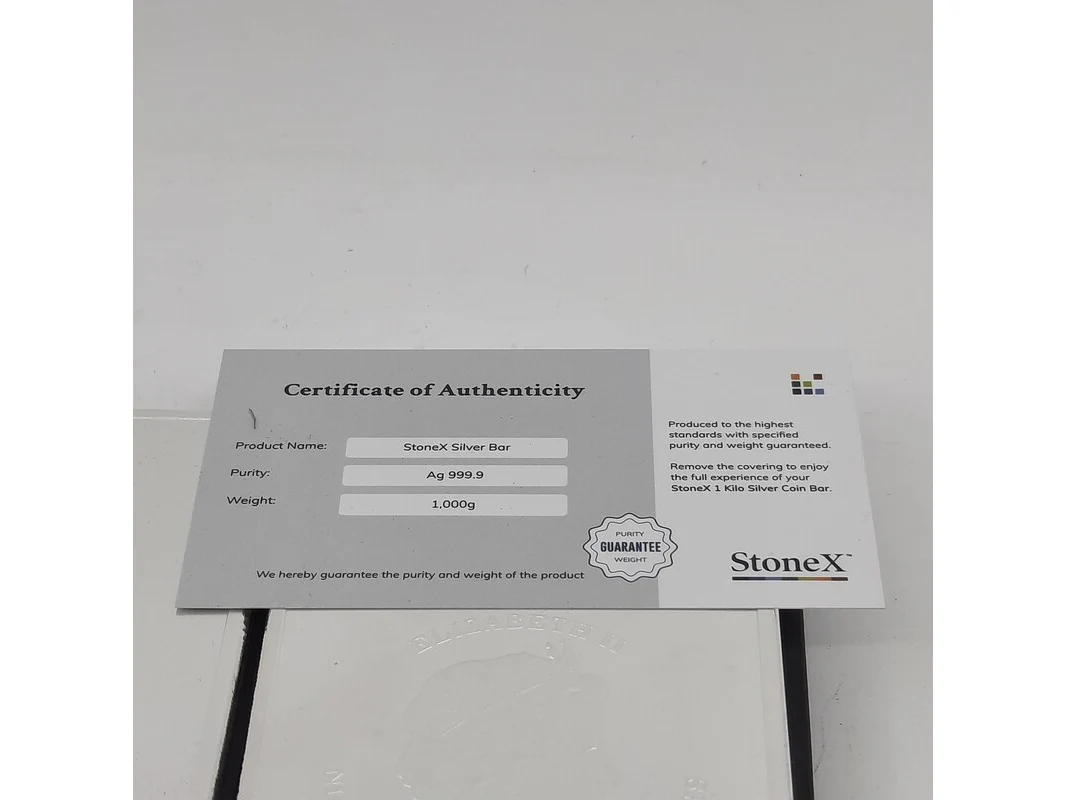 Certificate of Authenticity
Product Name: StoneX Silver Bar
Purity: Ag 999.9
Weight: 1,000g
We hereby guarantee the purity and weight of the product
PURITY
GUARANTEE
WEIGHT
Produced to the highest
standards with specified
purity and weight guaranteed.
Remove the covering to enjoy
the full experience of your
StoneX 1 Kilo Silver Coin Bar.
StoneX™
ELIZABETH II